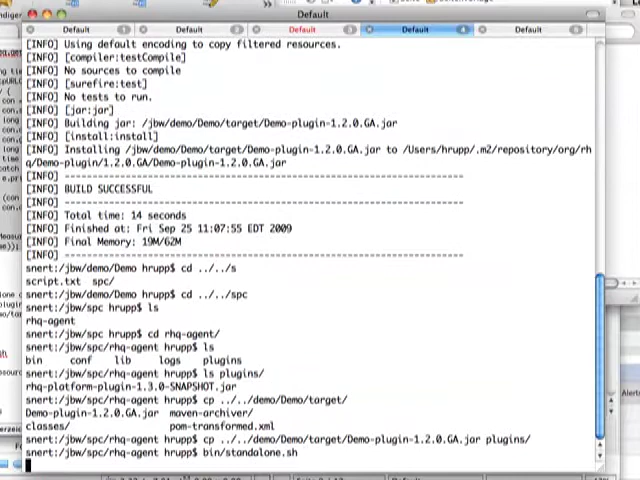 Default
Default
Default
Default
Default
Default
[INFO] Using default encoding to copy filtered resources.
[INFO] [compiler:testCompile]
[INFO] No sources to compile
[INFO] [surefire:test]
[INFO] No tests to run.
[INFO] [jar:jar]
[INFO] Building jar: /jbw/demo/Demo/target/Demo-plugin-1.2.0.GA.jar
[INFO] [install:install]
[INFO] Installing /jbw/demo/Demo/target/Demo-plugin-1.2.0.GA.jar to /Users/hrupp/.m2/repository/org/rh
q/Demo-plugin/1.2.0.GA/Demo-plugin-1.2.0.GA.jar
[INFO] ------------------------------------------------------------------------
[INFO] BUILD SUCCESSFUL
[INFO] ------------------------------------------------------------------------
[INFO] Total time: 14 seconds
[INFO] Finished at: Fri Sep 25 11:07:55 EDT 2009
[INFO] Final Memory: 19M/62M
[INFO] ------------------------------------------------------------------------
snert:/jbw/demo/Demo hrupp$ cd ../../s
script.txt spc/
snert:/jbw/demo/Demo hrupp$ cd ../../spc
snert:/jbw/spc hrupp$ ls
rhq-agent
snert:/jbw/spc hrupp$ cd rhq-agent/
snert:/jbw/spc/rhq-agent hrupp$ ls
bin conf lib logs plugins
snert:/jbw/spc/rhq-agent hrupp$ ls plugins/
rhq-platform-plugin-1.3.0-SNAPSHOT.jar
snert:/jbw/spc/rhq-agent hrupp$ cp ../../demo/Demo/target/
Demo-plugin-1.2.0.GA.jar maven-archiver/
classes/ pom-transformed.xml
snert:/jbw/spc/rhq-agent hrupp$ cp ../../demo/Demo/target/Demo-plugin-1.2.0.GA.jar plugins/
snert:/jbw/spc/rhq-agent hrupp$ bin/standalone.sh